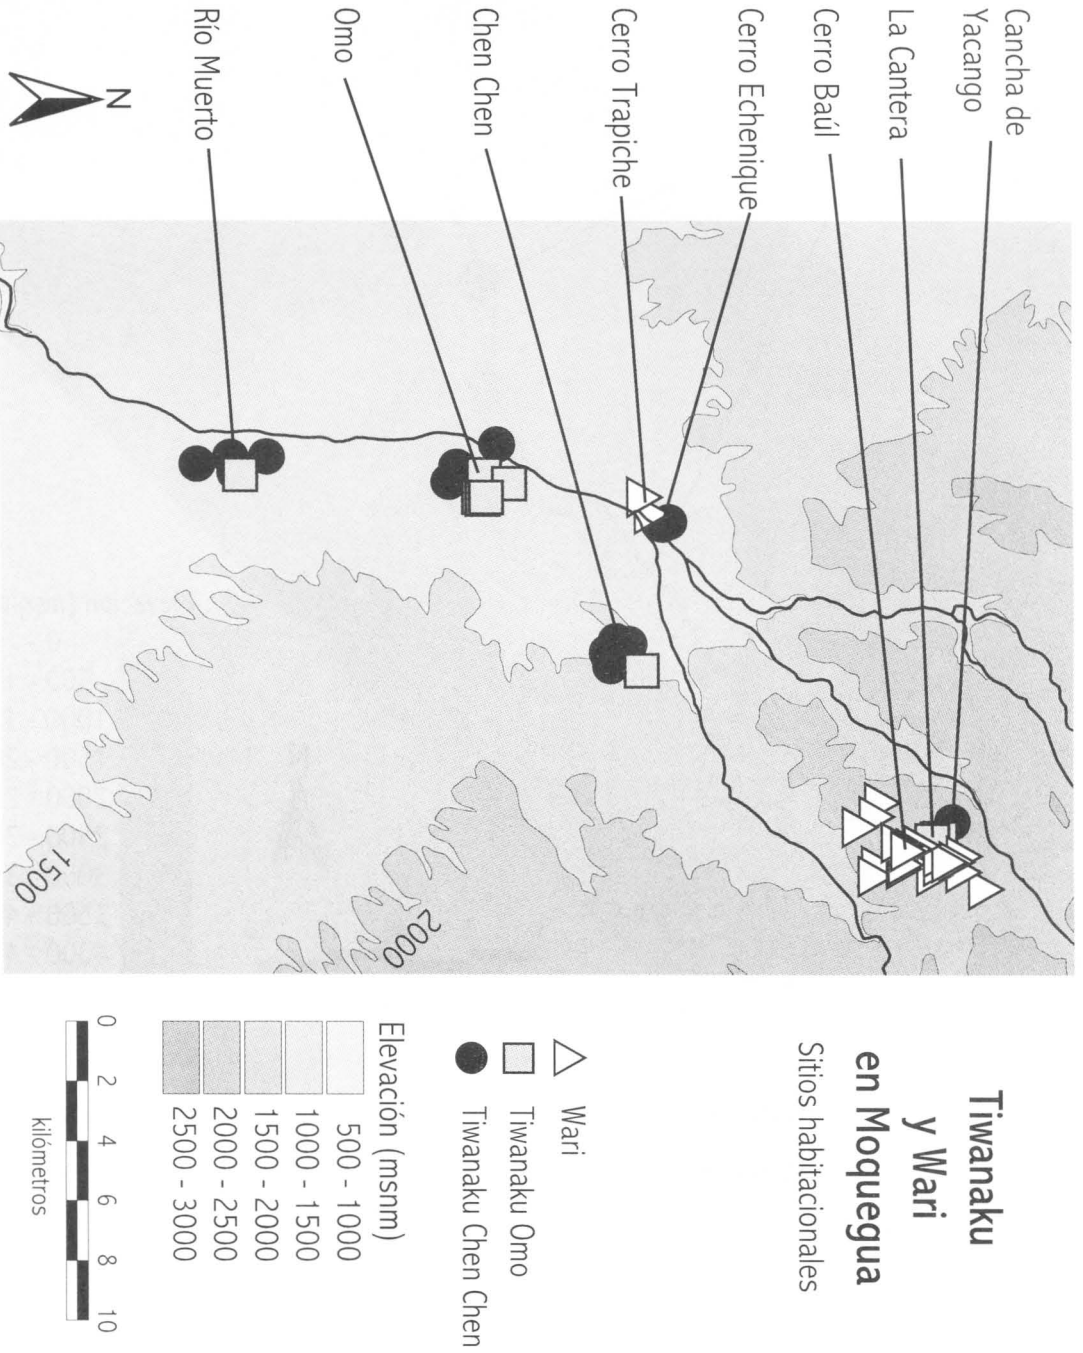 Tiwanaku
y Wari
en Moquegua
Sitios habitacionales
Cancha de
Yacango
La Cantera
Cerro Baúl
Cerro Echenique
Cerro Trapiche
Chen Chen
Omo
Río Muerto
N
1500
2000
Wari
Tiwanaku Omo
Tiwanaku Chen Chen
Elevación (msnm)
500 - 1000
1000 - 1500
1500 - 2000
2000 - 2500
2500 - 3000
0 2 4 6 8 10
kilómetros